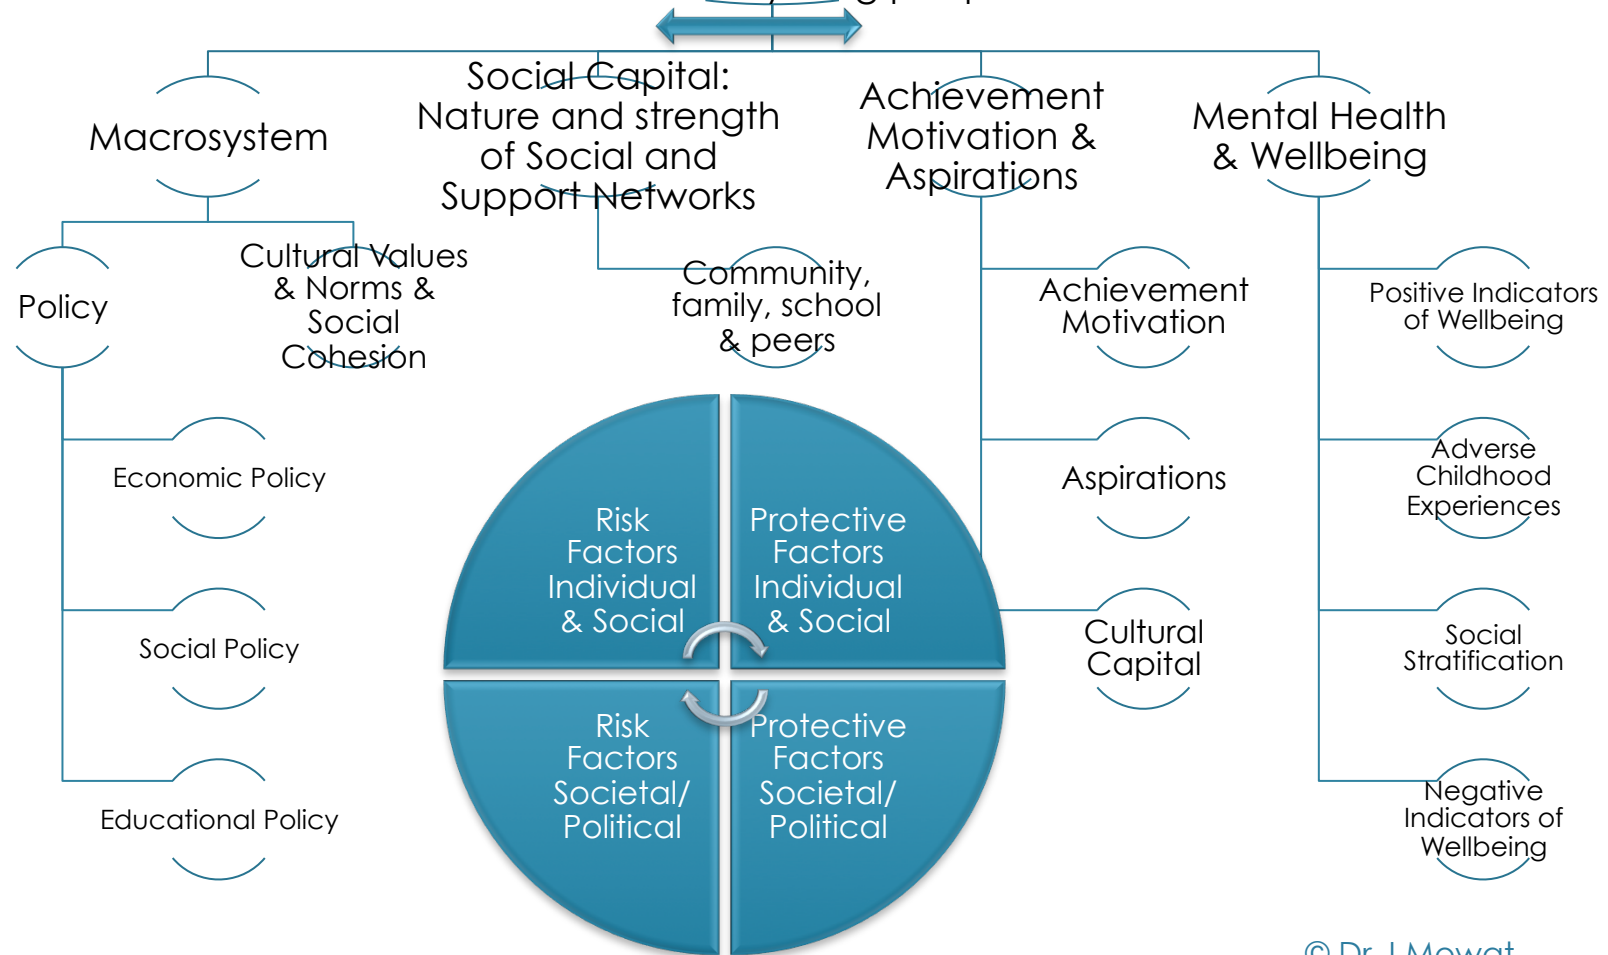 Macrosystem
Social Capital:
Nature and strength
of Social and
Support Networks
Achievement
Motivation &
Aspirations
Mental Health
& Wellbeing
Policy
Cultural Values
& Norms &
Social
Cohesion
Community,
family, school
& peers
Achievement
Motivation
Positive Indicators
of Wellbeing
Economic Policy
Aspirations
Adverse
Childhood
Experiences
Risk
Factors
Individual
& Social
Protective
Factors
Individual
& Social
Social Policy
Cultural
Capital
Social
Stratification
Risk
Factors
Societal/
Political
Protective
Factors
Societal/
Political
Educational Policy
Negative
Indicators of
Wellbeing
© Dr J Mowat